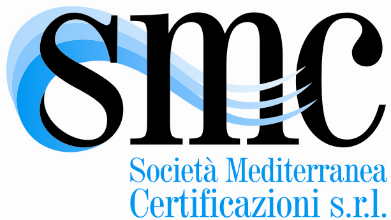 smc
Società Mediterranea
Certificazioni s.r.l.